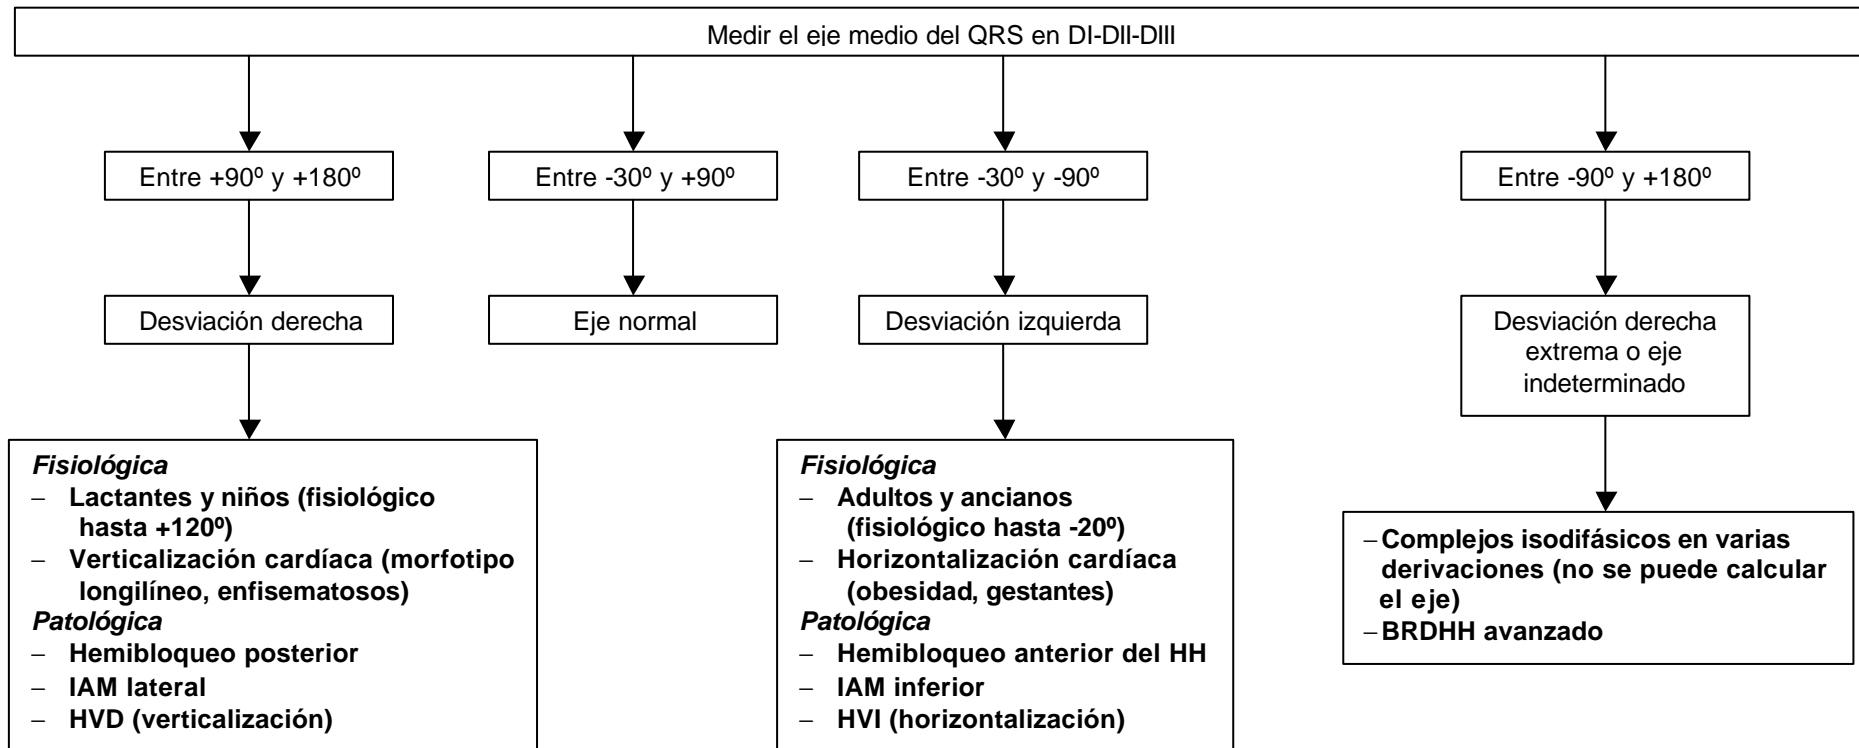 Medir el eje medio del QRS en DI-DII-DIII
Entre +90º y +180º
Entre -30º y +90º
Entre -30º y -90º
Entre -90º y +180º
Desviación derecha
Eje normal
Desviación izquierda
Desviación derecha
extrema o eje
indeterminado
Fisiológica
– Lactantes y niños (fisiológico
hasta +120º)
– Verticalización cardíaca (morfotipo
longilíneo, enfisematosos)
Patológica
– Hemibloqueo posterior
– IAM lateral
– HVD (verticalización)
Fisiológica
– Adultos y ancianos
(fisiológico hasta -20º)
– Horizontalización cardíaca
(obesidad, gestantes)
Patológica
– Hemibloqueo anterior del HH
– IAM inferior
– HVI (horizontalización)
– Complejos isodifásicos en varias
derivaciones (no se puede calcular
el eje)
– BRDHH avanzado